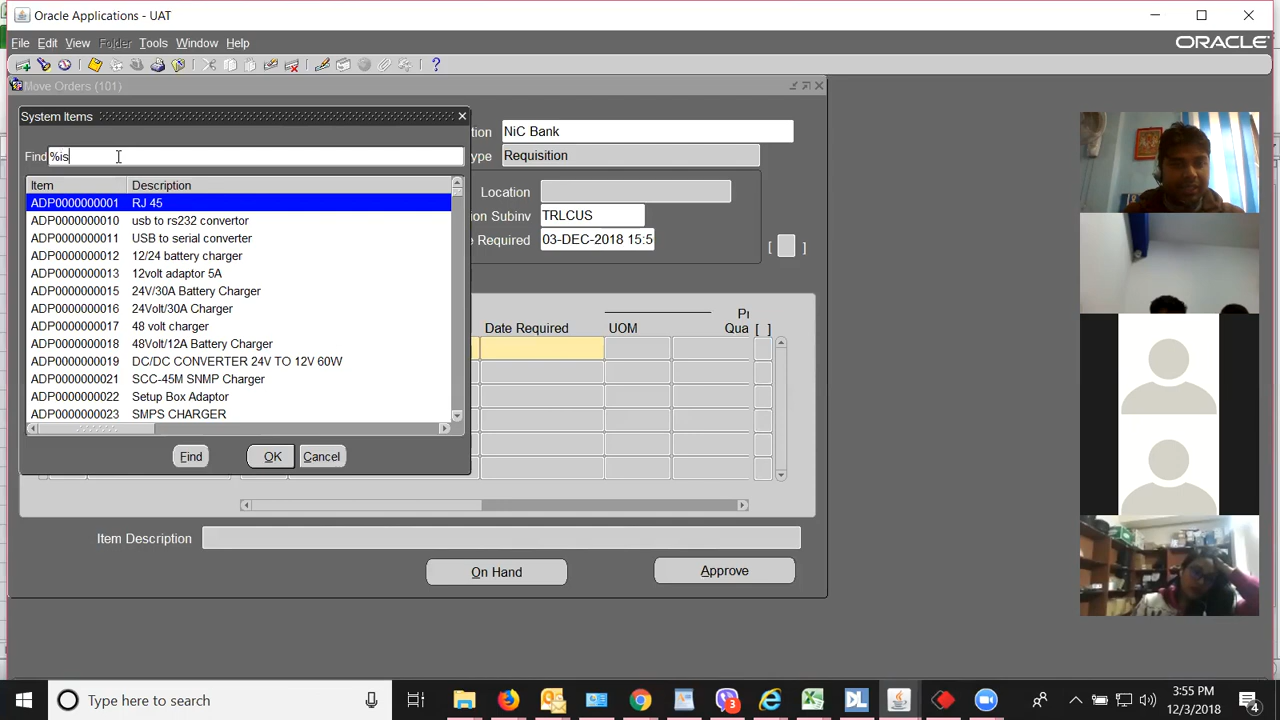 Oracle Applications - UAT
File Edit View Folder Tools Window Help
ORACLE
Move Orders (101)
System Items
Find %is
Item Description
ADP0000000001 RJ 45
ADP0000000010 usb to rs232 convertor
ADP0000000011 USB to serial converter
ADP0000000012 12/24 battery charger
ADP0000000013 12volt adaptor 5A
ADP0000000015 24V/30A Battery Charger
ADP0000000016 24Volt/30A Charger
ADP0000000017 48 volt charger
ADP0000000018 48Volt/12A Battery Charger
ADP0000000019 DC/DC CONVERTER 24V TO 12V 60W
ADP0000000021 SCC-45M SNMP Charger
ADP0000000022 Setup Box Adaptor
ADP0000000023 SMPS CHARGER
Find OK Cancel
tion NiC Bank
ype Requisition
Location
ion Subinv TRLCUS
e Required 03-DEC-2018 15:5
[ ]
Date Required UOM Qua [ ]
Item Description
On Hand Approve
Type here to search
3
3:55 PM
12/3/2018
4